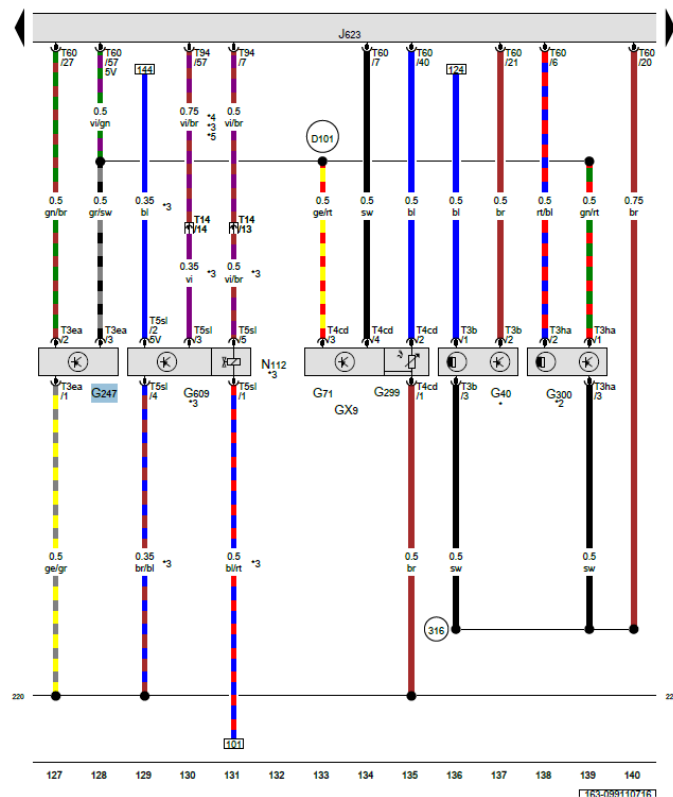 J623
T60 /27
T60 /57 5V
144
T94 /57
T94 /7
T60 /7
T60 /40
124
T60 /21
T60 /6
T60 /20
0.5 vi/gn
0.75 vi/br
*4 *3 *5
0.5 vi/br
D101
0.5 gn/br
0.5 gr/sw
0.35 bl *3
T14 /14
T14 /13
0.5 ge/rt
0.5 sw
0.5 bl
0.5 bl
0.5 br
0.5 rt/bl
0.5 gn/rt
0.75 br
0.35 vi *3
0.5 vi/br *3
T3ea /2
T3ea /3
T5sl /2 5V
T5sl /3
T5sl /5
T4cd /3
T4cd /4
T4cd /2
T3b /1
T3b /2
T3ha /2
T3ha /1
N112 *3
T3ea /1
G247
T5sl /4
G609 *3
T5sl /1
G71
GX9
G299
T4cd /1
T3b /3
G40 *
G300 *2
T3ha /3
0.5 ge/gr
0.35 br/bl *3
0.5 bl/rt *3
0.5 br
0.5 sw
0.5 sw
316
220
22
101
127 128 129 130 131 132 133 134 135 136 137 138 139 140
163-099110716